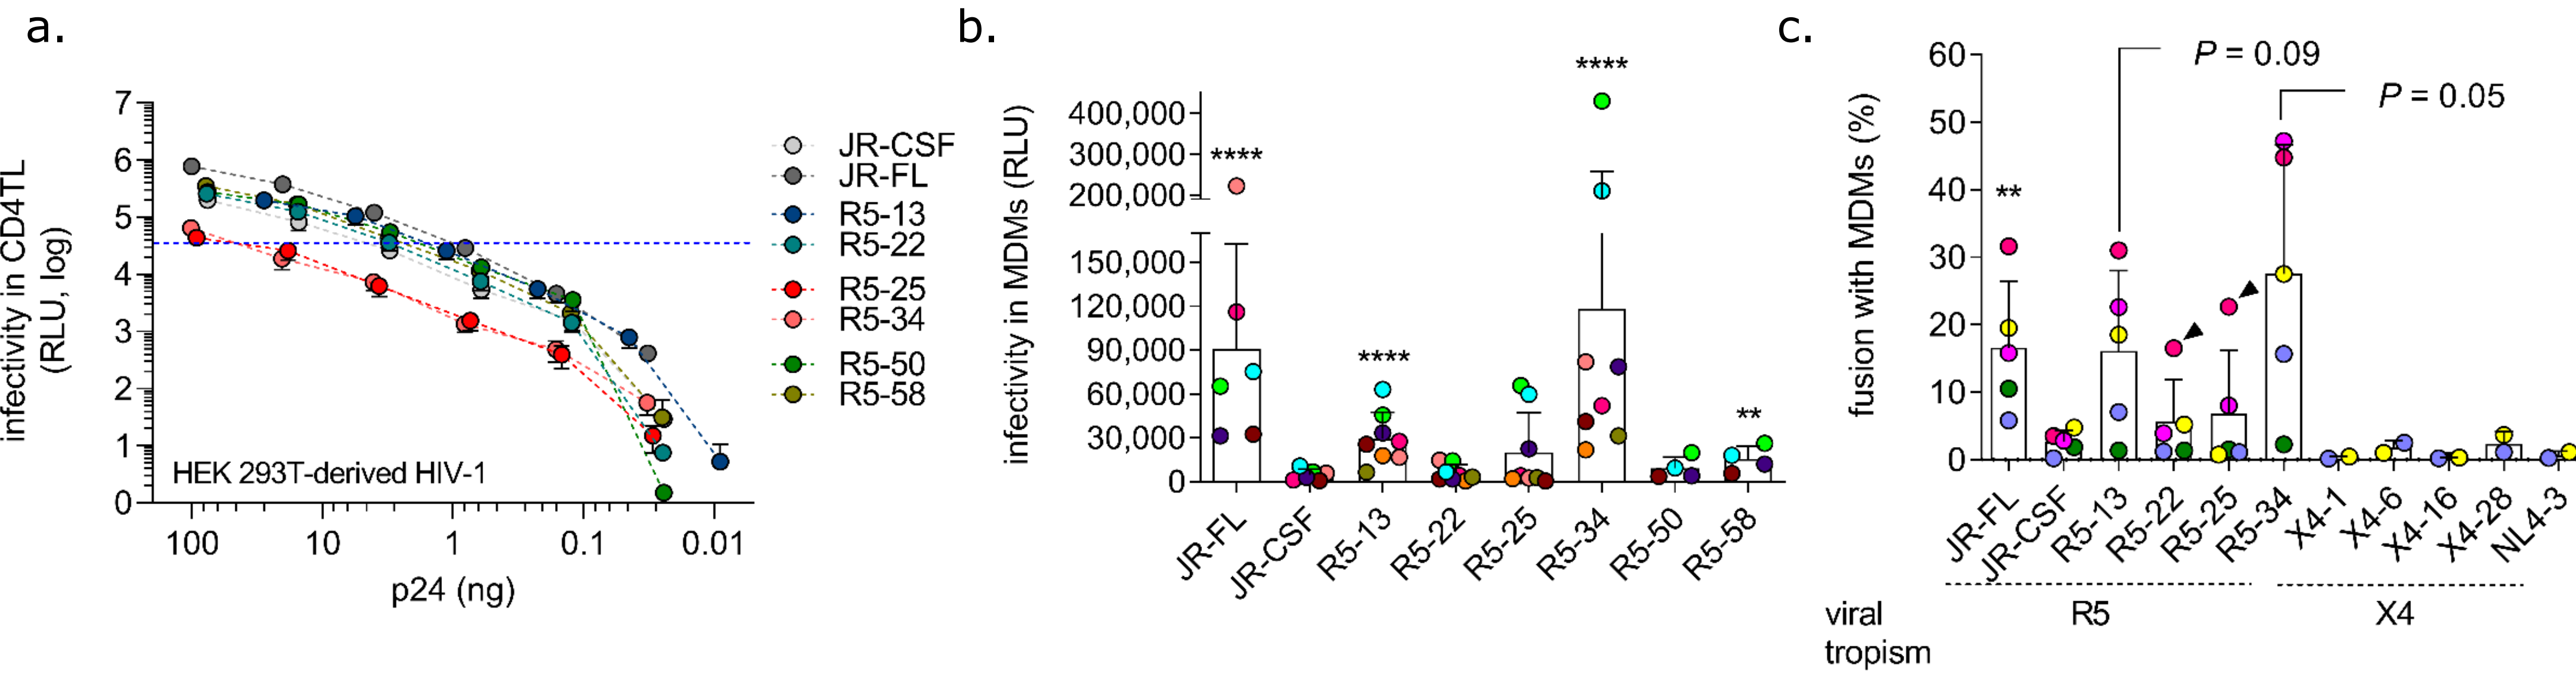 a.
infectivity in CD4TL
(RLU, log)
7
6
5
4
3
2
1
0
HEK 293T-derived HIV-1
100
10
1
0.1
0.01
p24 (ng)
JR-CSF
JR-FL
R5-13
R5-22
R5-25
R5-34
R5-50
R5-58
b.
infectivity in MDMs (RLU)
400,000
300,000
200,000
150,000
120,000
90,000
60,000
30,000
0
****
****
****
**
JR-FL
JR-CSF
R5-13
R5-22
R5-25
R5-34
R5-50
R5-58
c.
fusion with MDMs (%)
60
50
40
30
20
10
0
**
P = 0.09
P = 0.05
JR-FL
JR-CSF
R5-13
R5-22
R5-25
R5-34
X4-1
X4-6
X4-16
X4-28
NL4-3
viral
tropism
R5
X4